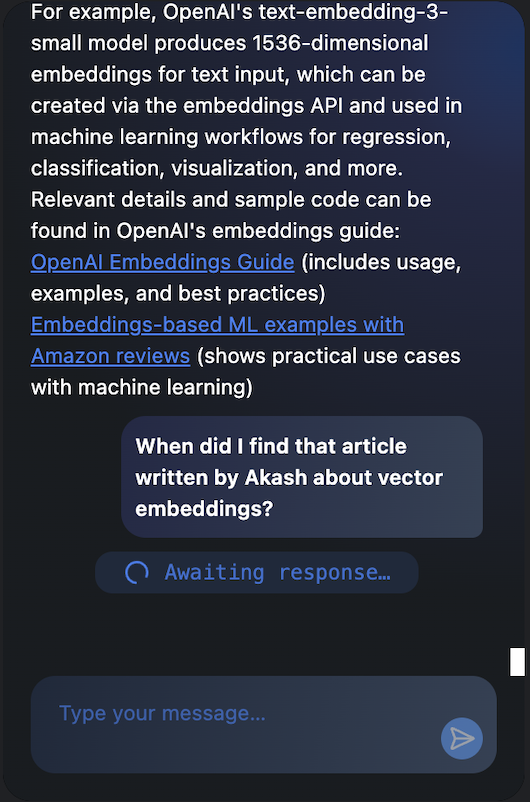 For example, OpenAI's text-embedding-3-
small model produces 1536-dimensional
embeddings for text input, which can be
created via the embeddings API and used in
machine learning workflows for regression,
classification, visualization, and more.
Relevant details and sample code can be
found in OpenAI's embeddings guide:
OpenAI Embeddings Guide (includes usage,
examples, and best practices)
Embeddings-based ML examples with
Amazon reviews (shows practical use cases
with machine learning)
When did I find that article
written by Akash about vector
embeddings?
Awaiting response…
Type your message...